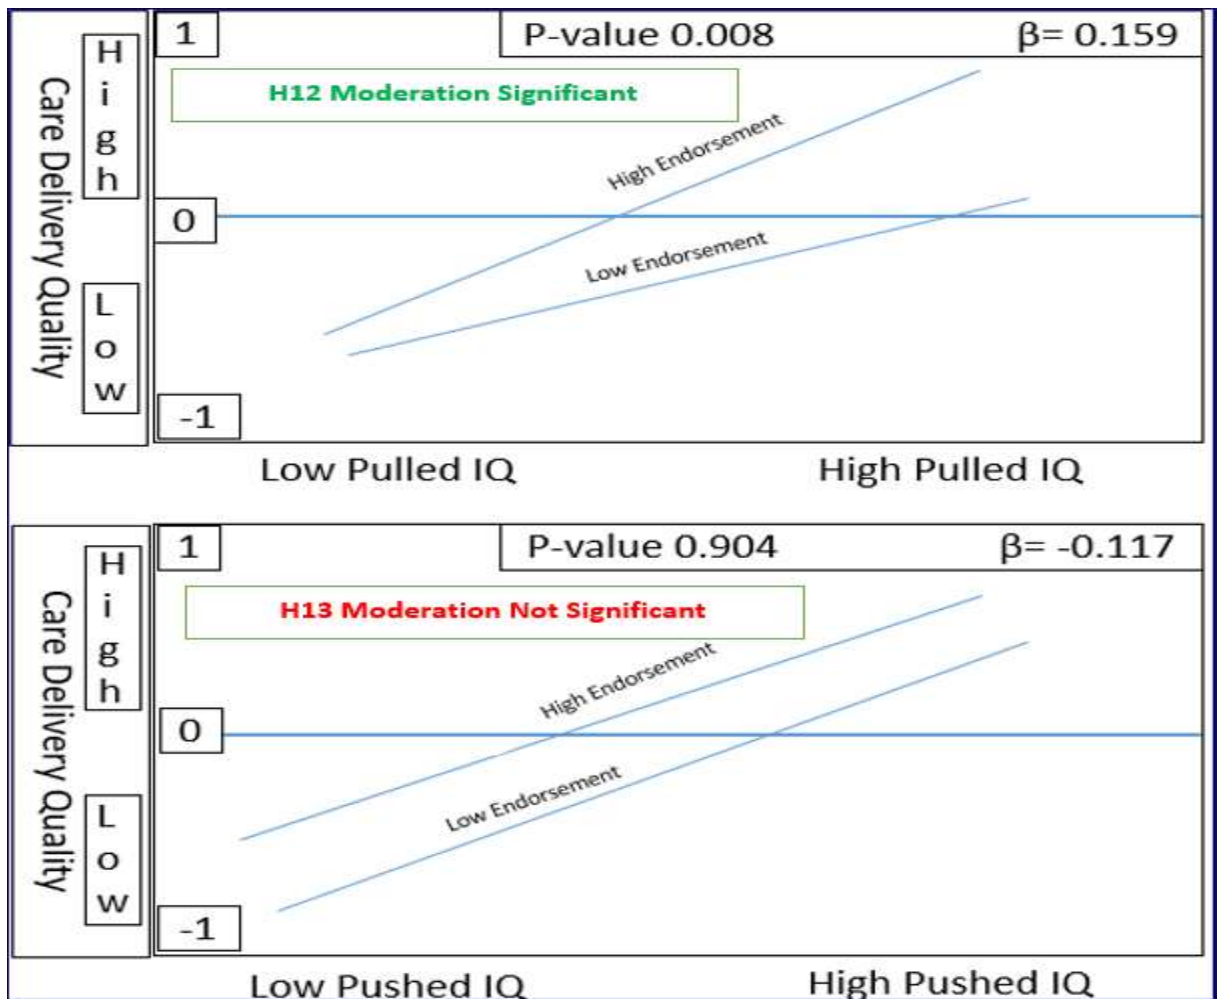 Care Delivery Quality
High
Low
1
P-value 0.008 β= 0.159
H12 Moderation Significant
High Endorsement
0
Low Endorsement
-1
Low Pulled IQ High Pulled IQ
Care Delivery Quality
High
Low
1
P-value 0.904 β= -0.117
H13 Moderation Not Significant
High Endorsement
0
Low Endorsement
-1
Low Pushed IQ High Pushed IQ